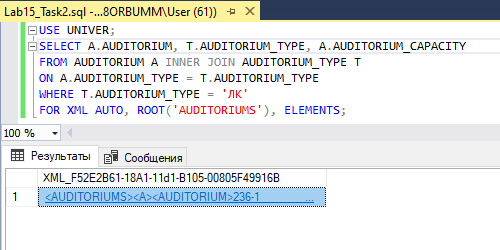 Lab15_Task2.sql -...8ORBUMM\User (61))
USE UNIVER;
SELECT A.AUDITORIUM, T.AUDITORIUM_TYPE, A.AUDITORIUM_CAPACITY
FROM AUDITORIUM A INNER JOIN AUDITORIUM_TYPE T
ON A.AUDITORIUM_TYPE = T.AUDITORIUM_TYPE
WHERE T.AUDITORIUM_TYPE = 'ЛК'
FOR XML AUTO, ROOT('AUDITORIUMS'), ELEMENTS;
100 %
Результаты Сообщения
XML_F52E2B61-18A1-11d1-B105-00805F49916B
1 <AUDITORIUMS><A><AUDITORIUM>236-1 ...